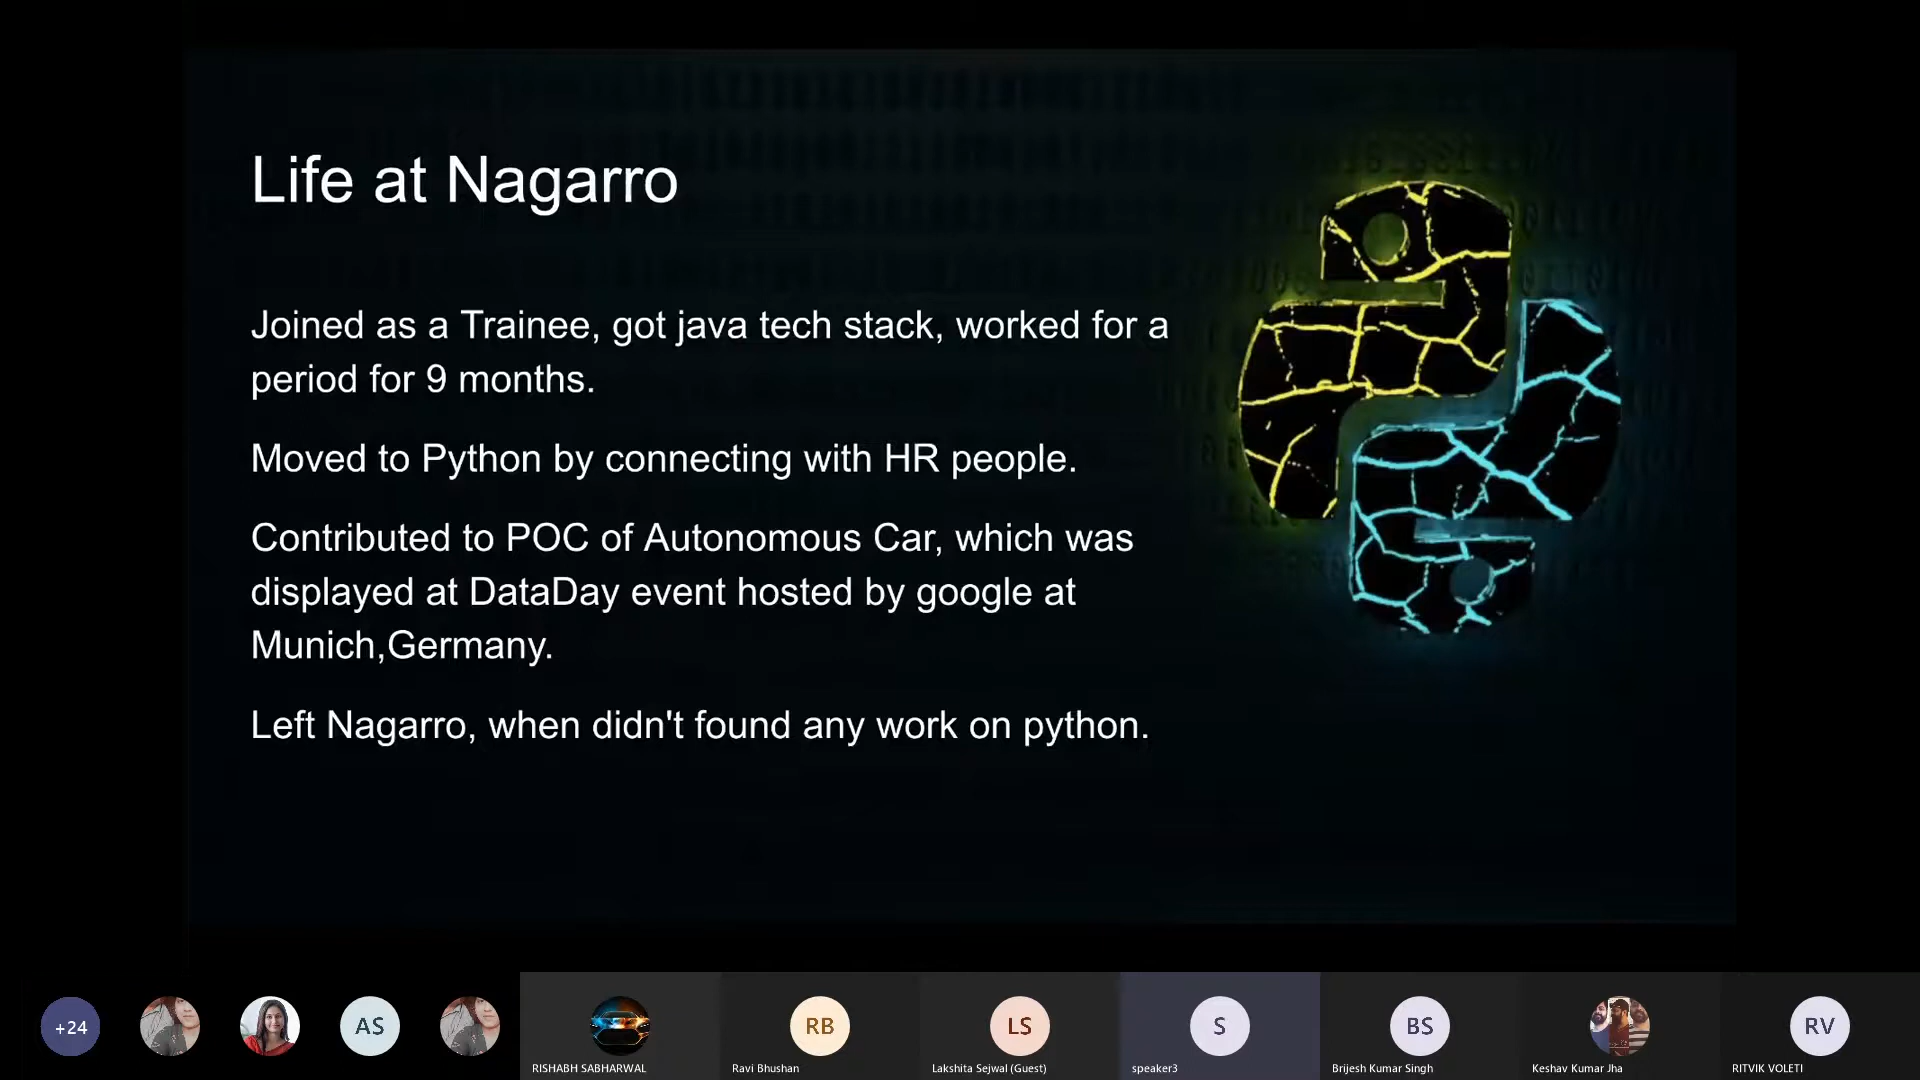 Life at Nagarro
Joined as a Trainee, got java tech stack, worked for a
period for 9 months.
Moved to Python by connecting with HR people.
Contributed to POC of Autonomous Car, which was
displayed at DataDay event hosted by google at
Munich,Germany.
Left Nagarro, when didn't found any work on python.
+24
AS
RB
LS
S
BS
RV
RISHABH SABHARWAL
Ravi Bhushan
Lakshita Sejwal (Guest)
speaker3
Brijesh Kumar Singh
Keshav Kumar Jha
RITVIK VOLETI